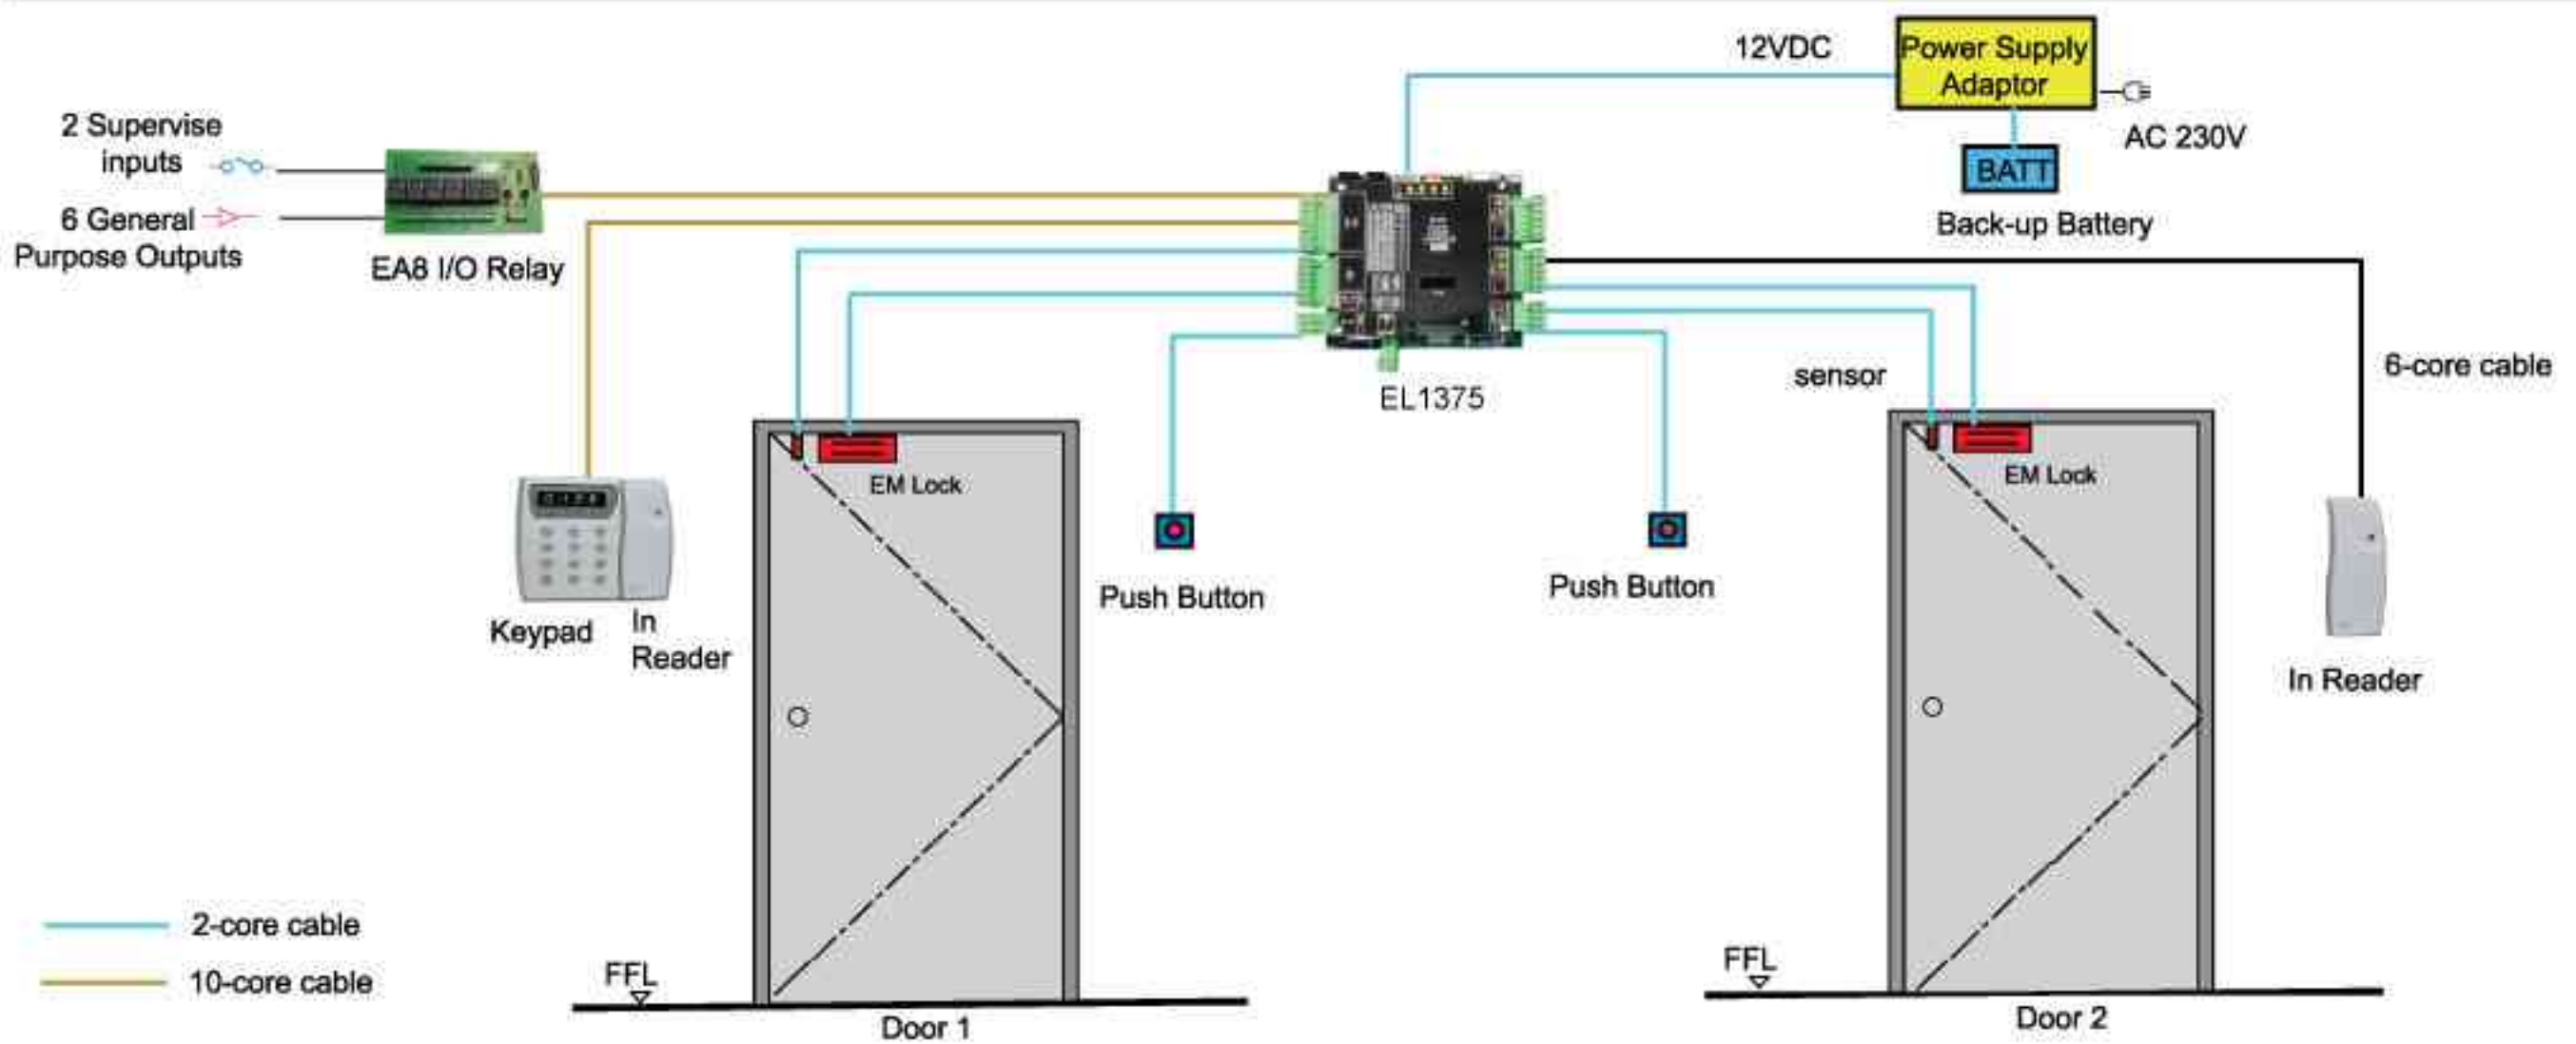 12VDC
Power Supply
Adaptor
AC 230V
BATT
Back-up Battery
2 Supervise
inputs
6 General
Purpose Outputs
EA8 I/O Relay
EL1375
sensor
6-core cable
EM Lock
EM Lock
Keypad
In
Reader
Push Button
Push Button
In Reader
2-core cable
10-core cable
FFL
Door 1
FFL
Door 2